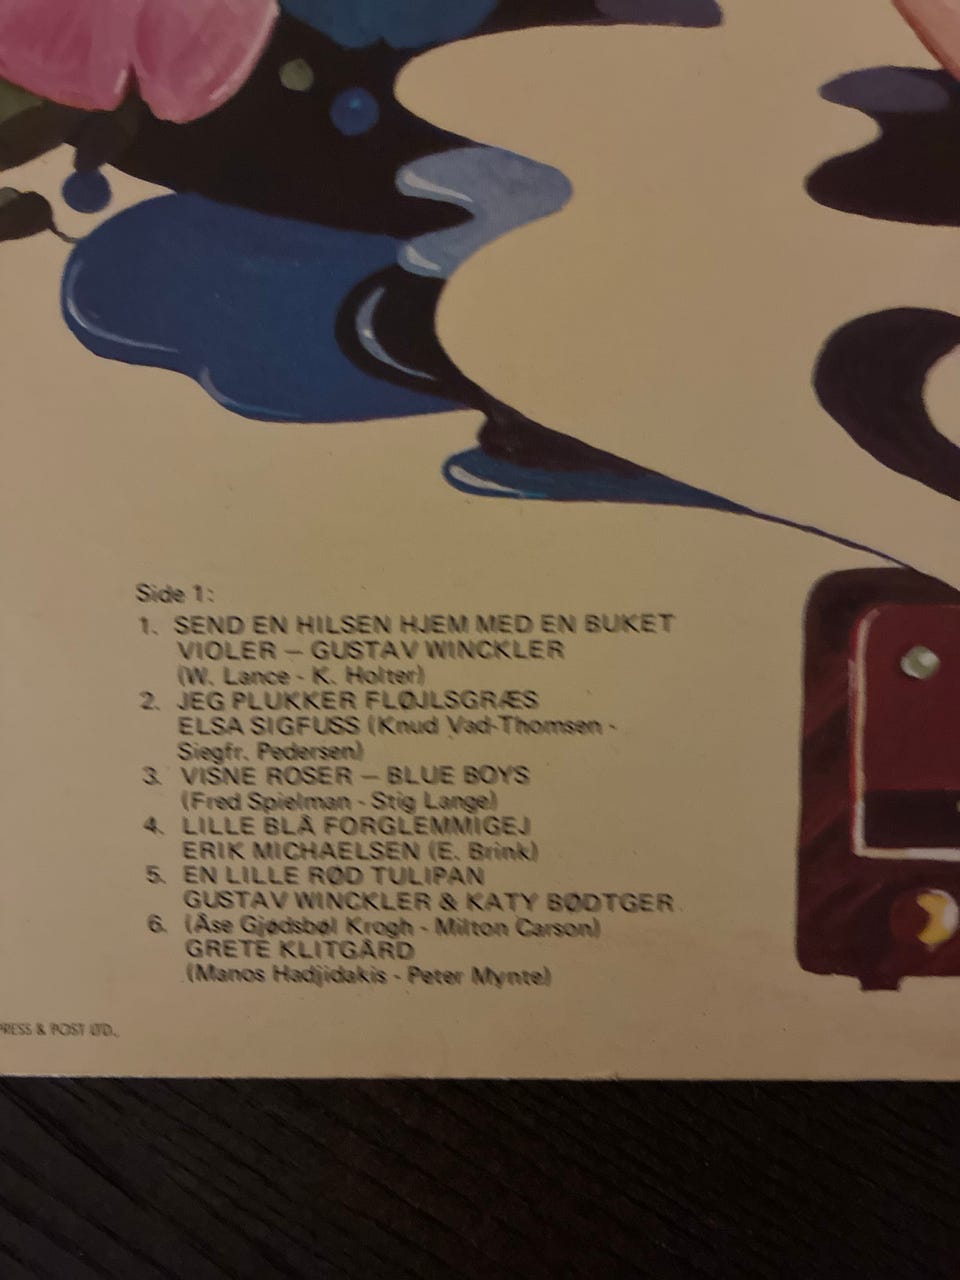 Side 1:
1. SEND EN HILSEN HJEM MED EN BUKET
VIOLER – GUSTAV WINCKLER
(W. Lance - K. Holter)
2. JEG PLUKKER FLØJLSGRÆS
ELSA SIGFUSS (Knud Vad-Thomsen -
Siegfr. Pedersen)
3. VISNE ROSER – BLUE BOYS
(Fred Spielman - Stig Lange)
4. LILLE BLÅ FORGLEMMIGEJ
ERIK MICHAELSEN (E. Brink)
5. EN LILLE RØD TULIPAN
GUSTAV WINCKLER & KATY BØDTGER
6. (Åse Gjødsbøl Krogh - Milton Carson)
GRETE KLITGÅRD
(Manos Hadjidakis - Peter Mynte)
PRESS & POST LTD.,